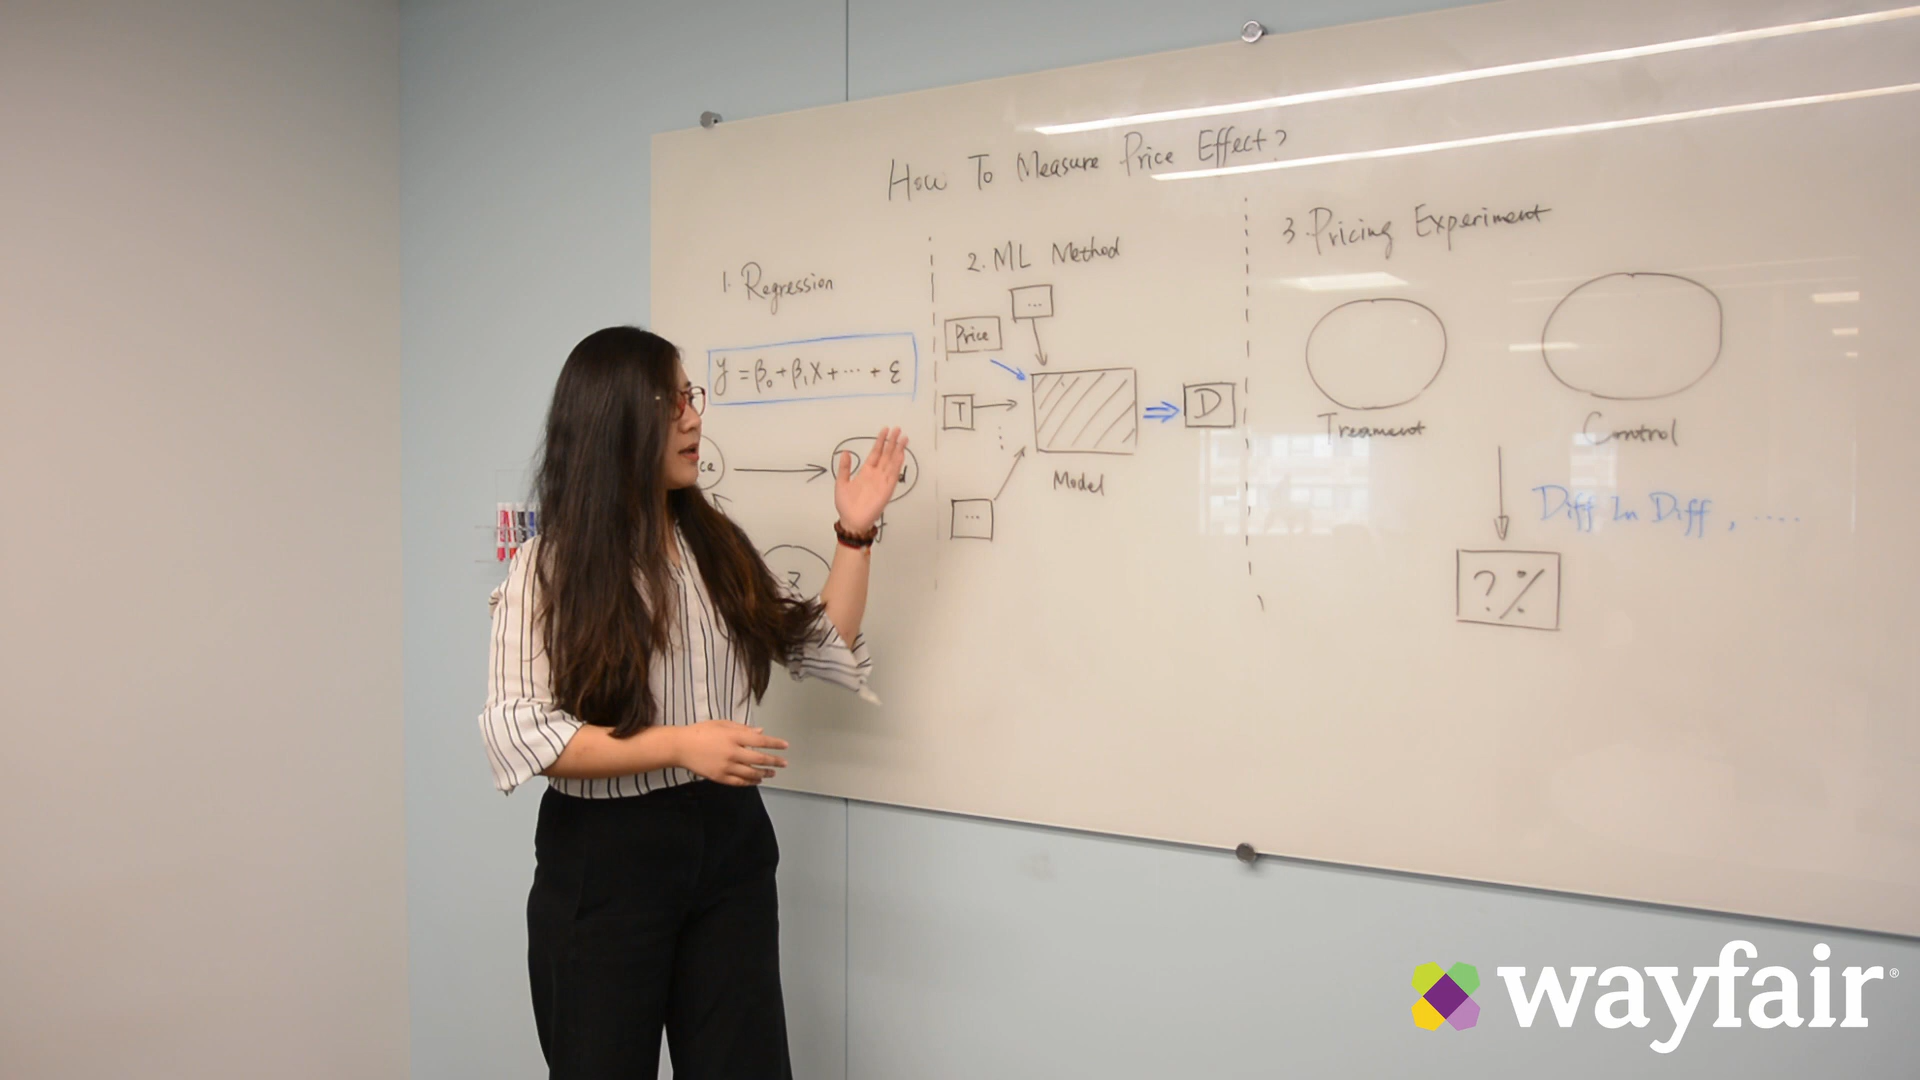 How To Measure Price Effect?
1. Regression
y = β₀ + β₁X + ... + ε
z
2. ML Method
...
Price
T
...
Model
D
3. Pricing Experiment
Treament
Control
Diff In Diff, ....
? %
wayfair®